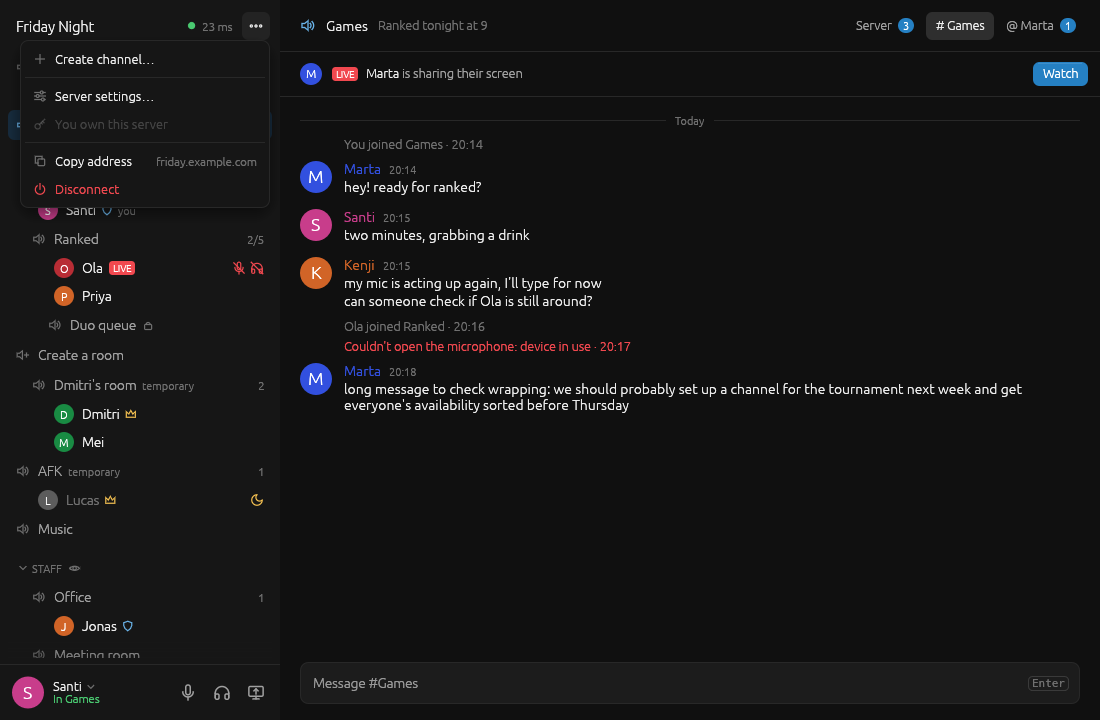 Friday Night
23 ms
Create channel…
Server settings…
You own this server
Copy address friday.example.com
Disconnect
S Santi you
Ranked 2/5
O Ola LIVE
P Priya
Duo queue
Create a room
Dmitri's room temporary 2
D Dmitri
M Mei
AFK temporary 1
L Lucas
Music
STAFF
Office 1
J Jonas
Meeting room
S Santi
In Games
Games Ranked tonight at 9
Server 3 # Games @ Marta 1
M LIVE Marta is sharing their screen Watch
Today
You joined Games · 20:14
M Marta 20:14
hey! ready for ranked?
S Santi 20:15
two minutes, grabbing a drink
K Kenji 20:15
my mic is acting up again, I'll type for now
can someone check if Ola is still around?
Ola joined Ranked · 20:16
Couldn't open the microphone: device in use · 20:17
M Marta 20:18
long message to check wrapping: we should probably set up a channel for the tournament next week and get
everyone's availability sorted before Thursday
Message #Games Enter